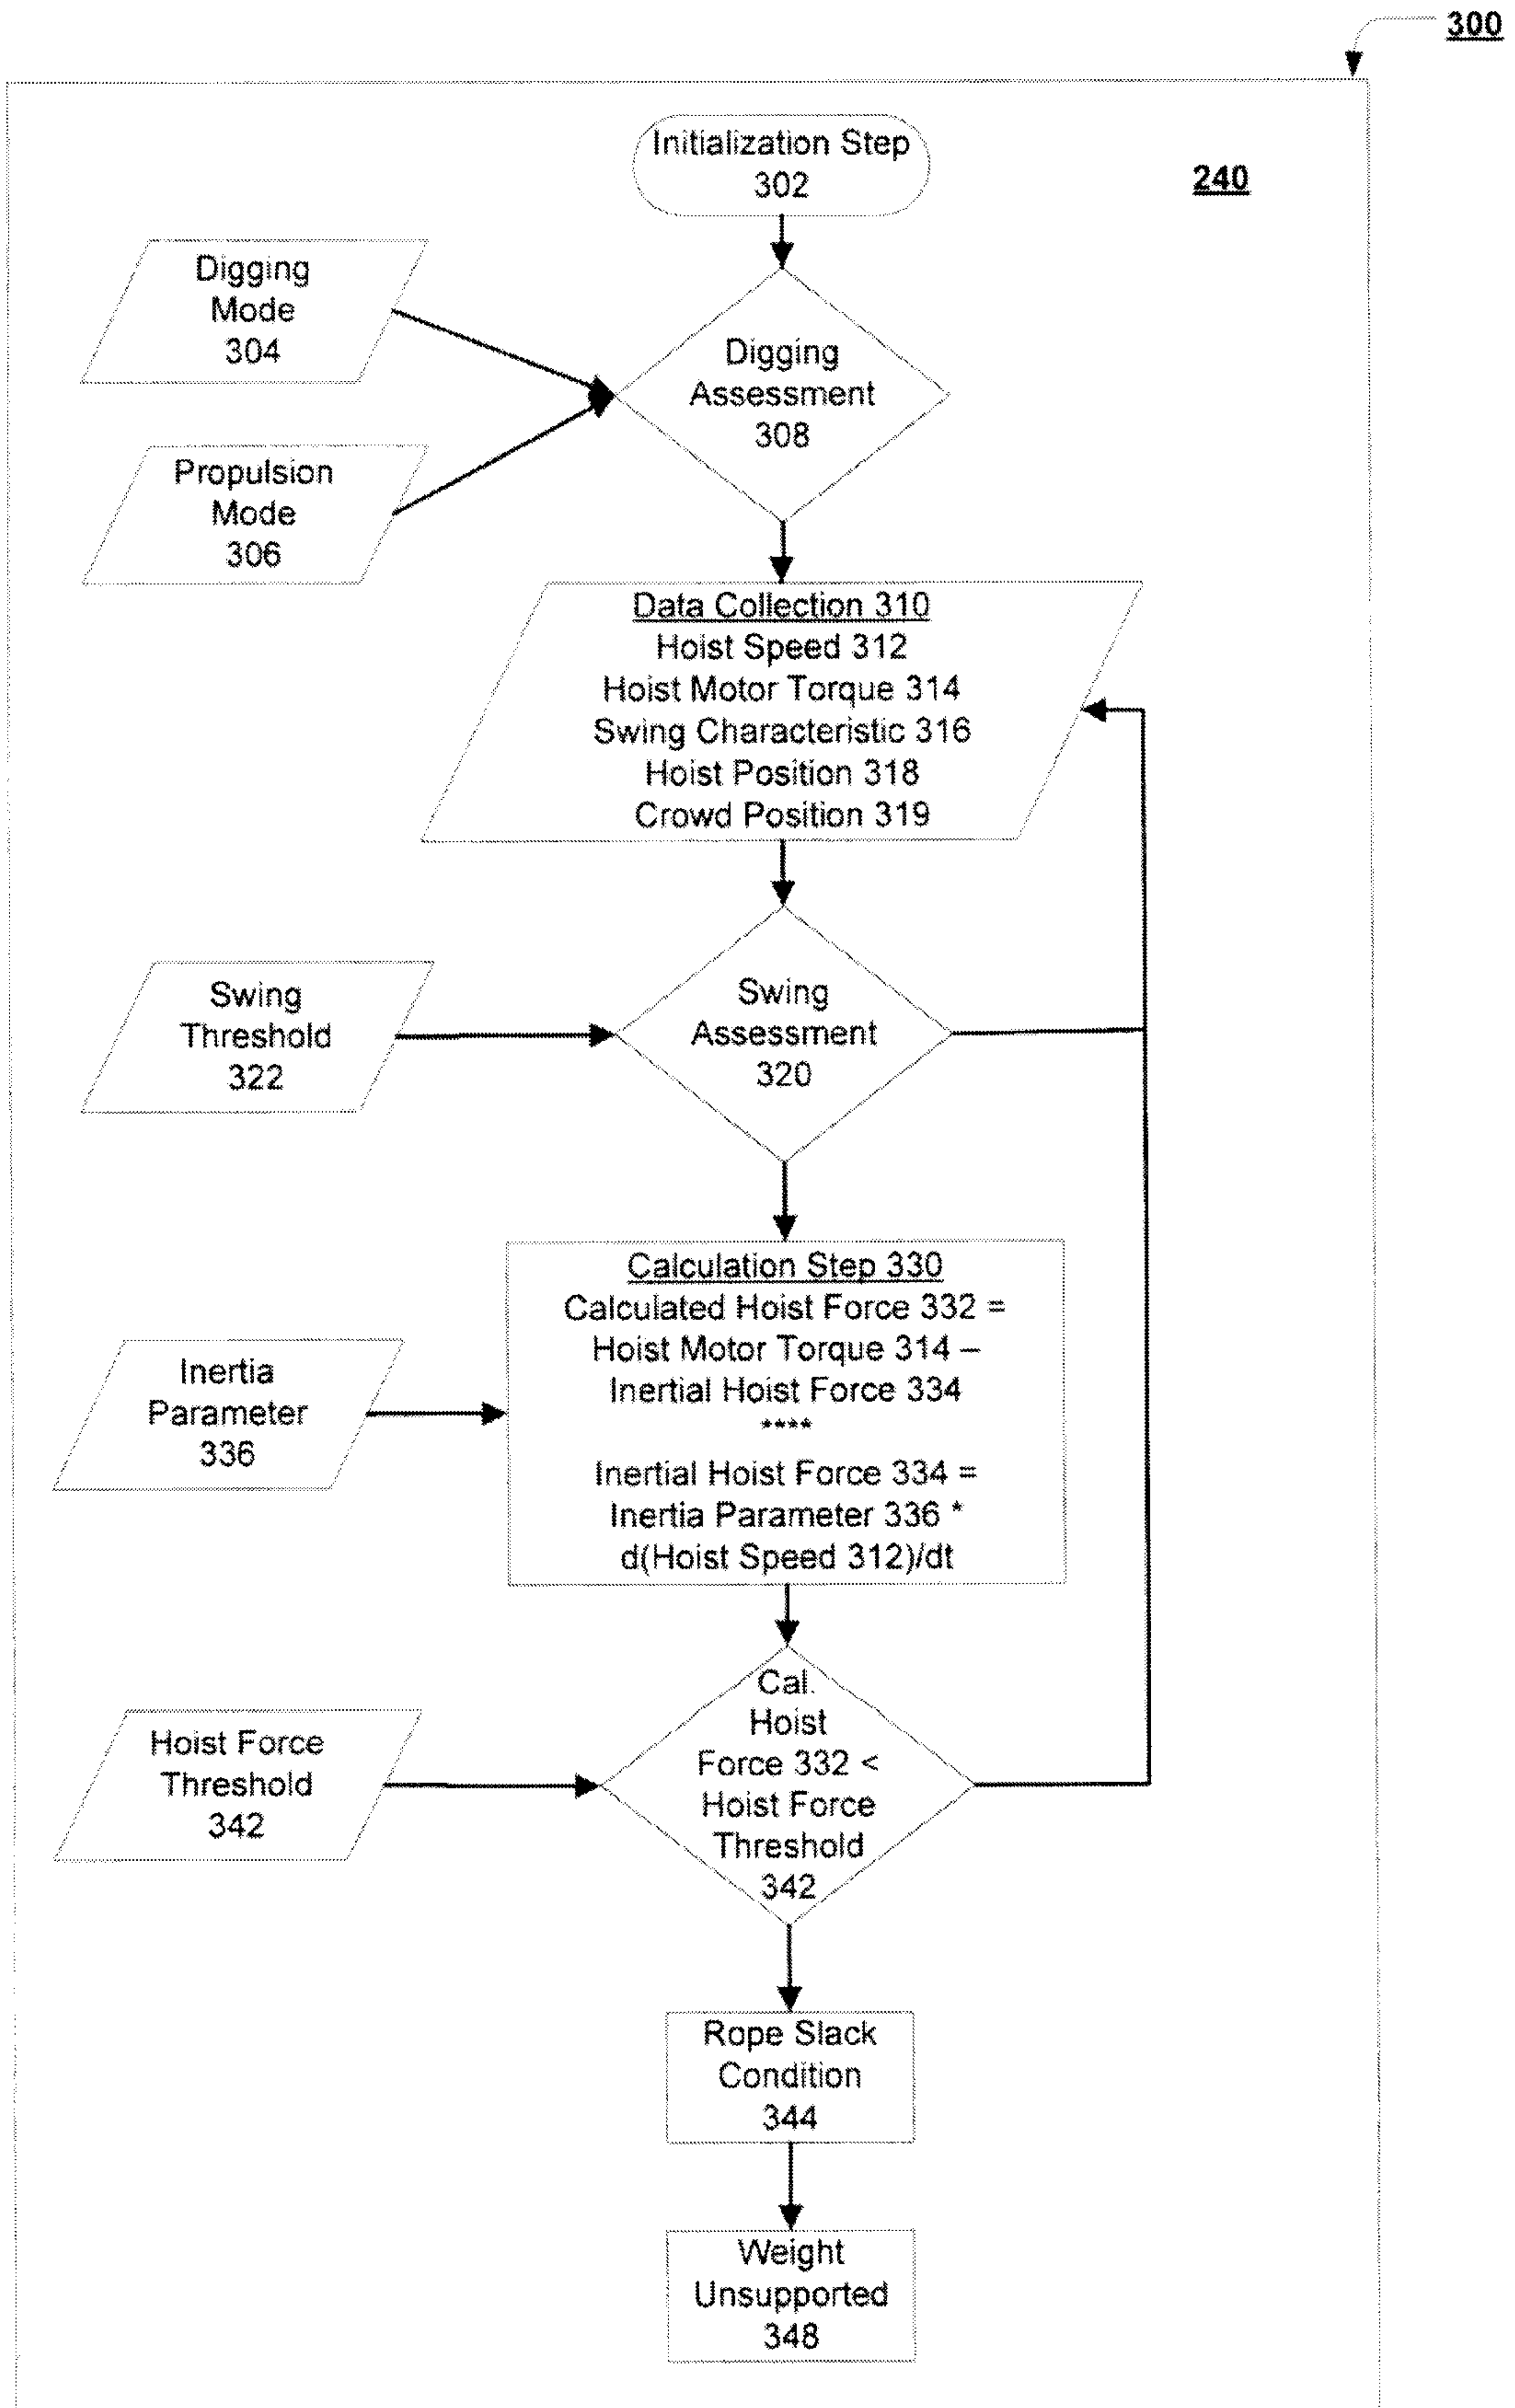 300
Initialization Step
302
240
Digging
Mode
304
Digging
Assessment
308
Propulsion
Mode
306
Data Collection 310
Hoist Speed 312
Hoist Motor Torque 314
Swing Characteristic 316
Hoist Position 318
Crowd Position 319
Swing
Threshold
322
Swing
Assessment
320
Calculation Step 330
Calculated Hoist Force 332 =
Hoist Motor Torque 314 –
Inertial Hoist Force 334
****
Inertial Hoist Force 334 =
Inertia Parameter 336 *
d(Hoist Speed 312)/dt
Inertia
Parameter
336
Cal.
Hoist
Force 332 <
Hoist Force
Threshold
342
Hoist Force
Threshold
342
Rope Slack
Condition
344
Weight
Unsupported
348